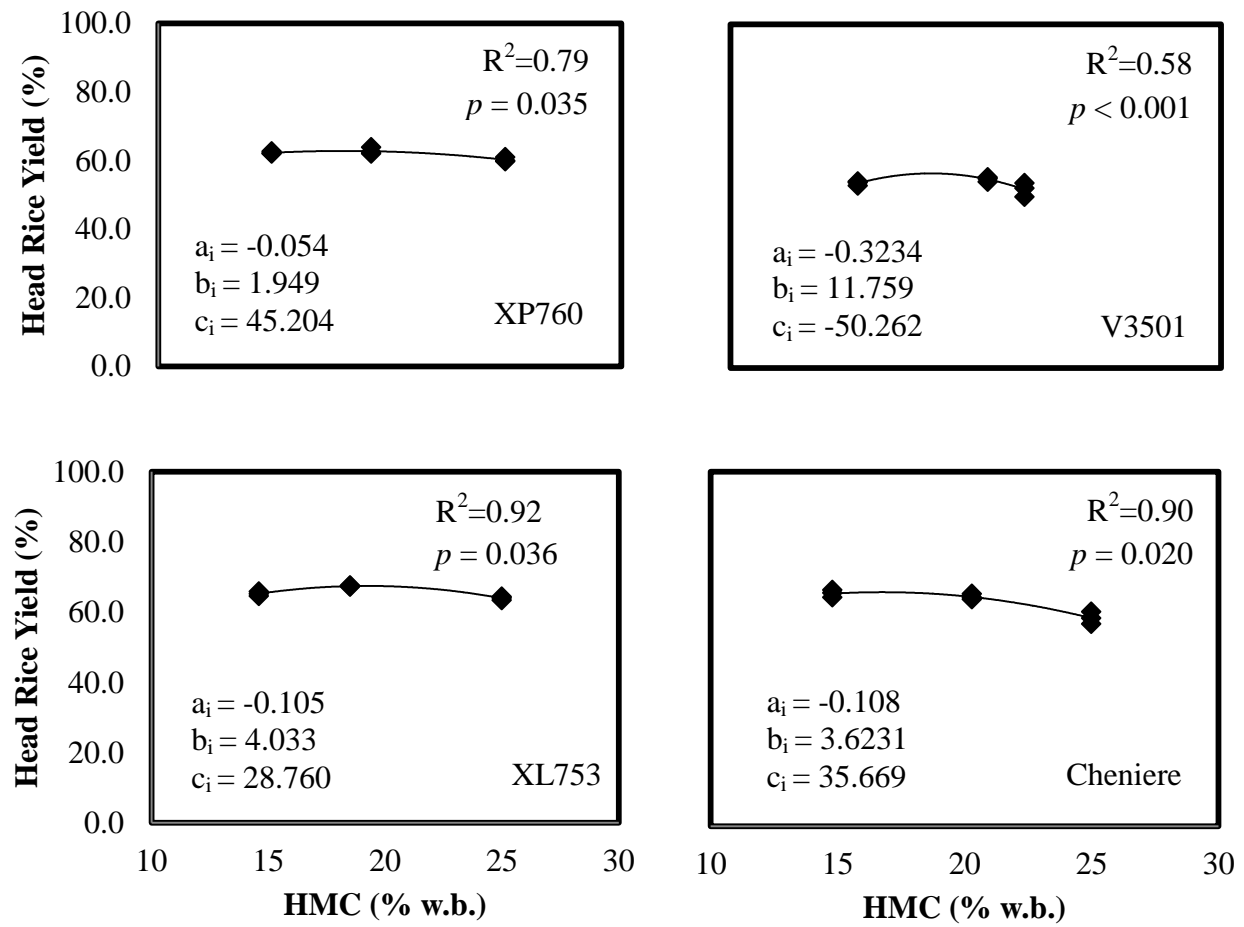 100.0
80.0
60.0
40.0
20.0
0.0
Head Rice Yield (%)
R²=0.79
p = 0.035
aᵢ = -0.054
bᵢ = 1.949
cᵢ = 45.204
XP760
R²=0.58
p < 0.001
aᵢ = -0.3234
bᵢ = 11.759
cᵢ = -50.262
V3501
100.0
80.0
60.0
40.0
20.0
0.0
Head Rice Yield (%)
R²=0.92
p = 0.036
aᵢ = -0.105
bᵢ = 4.033
cᵢ = 28.760
XL753
10 15 20 25 30
HMC (% w.b.)
R²=0.90
p = 0.020
aᵢ = -0.108
bᵢ = 3.6231
cᵢ = 35.669
Cheniere
10 15 20 25 30
HMC (% w.b.)